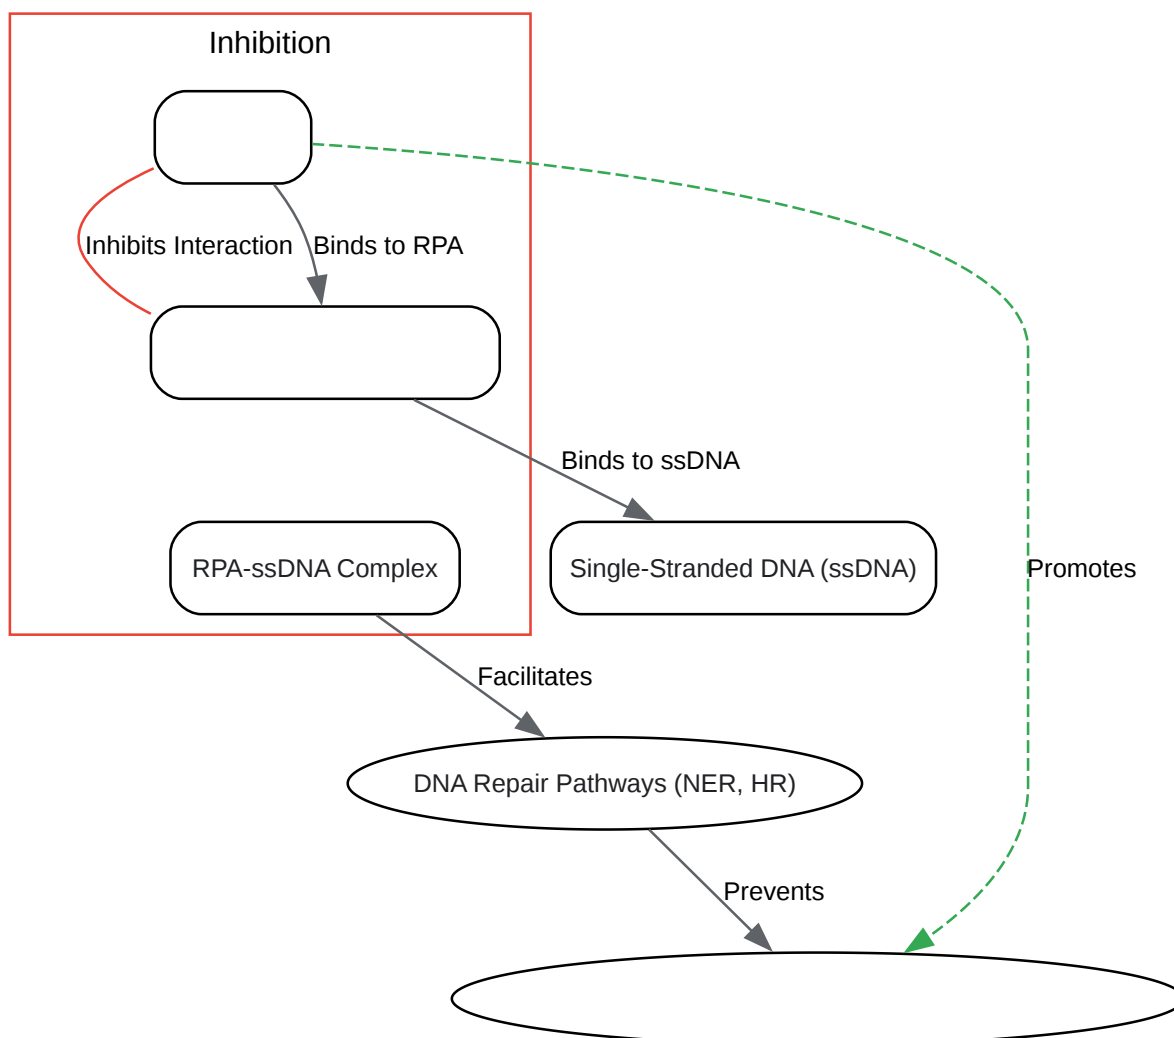 Inhibition
Inhibits Interaction
Binds to RPA
Binds to ssDNA
RPA-ssDNA Complex
Single-Stranded DNA (ssDNA)
Promotes
Facilitates
DNA Repair Pathways (NER, HR)
Prevents